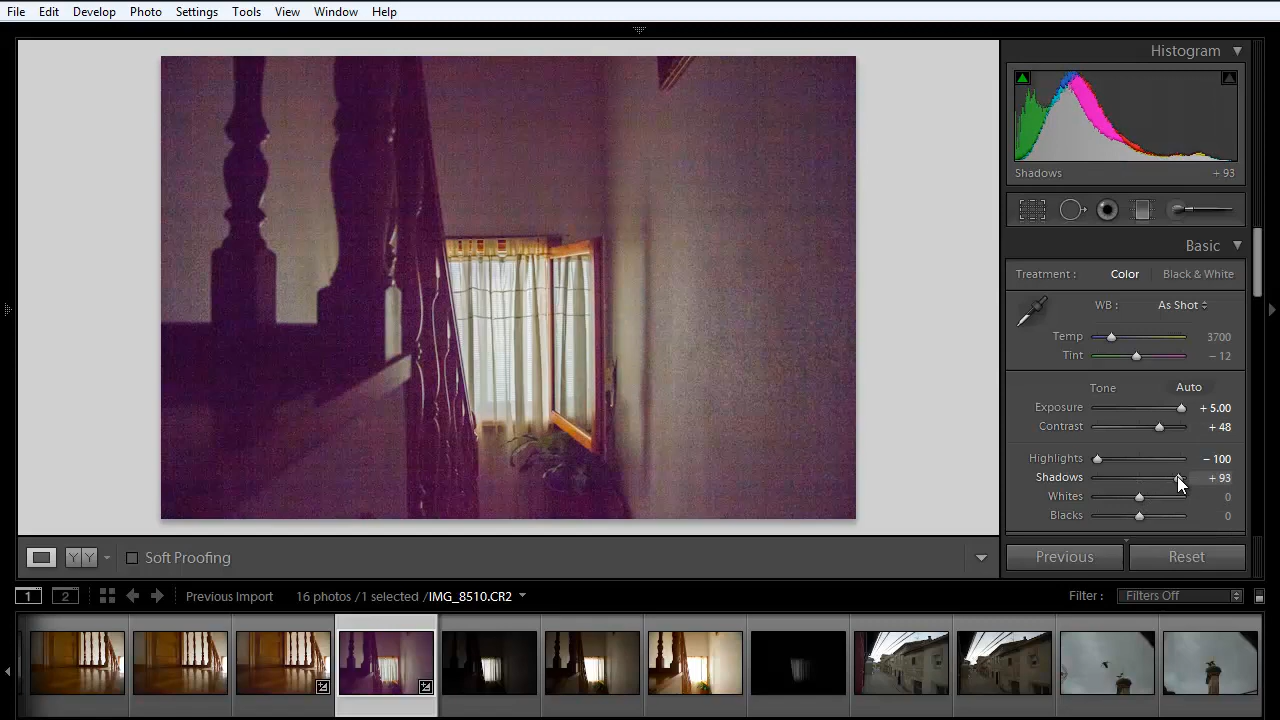 File Edit Develop Photo Settings Tools View Window Help
Histogram
Shadows + 93
Basic
Treatment : Color Black & White
WB : As Shot
Temp 3700
Tint − 12
Tone Auto
Exposure + 5.00
Contrast + 48
Highlights − 100
Shadows + 93
Whites 0
Blacks 0
Previous Reset
Y Y Soft Proofing
1 2 Previous Import 16 photos /1 selected /IMG_8510.CR2 Filter : Filters Off